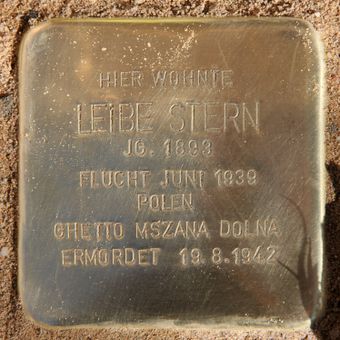 HIER WOHNTE
LEIBE STERN
JG. 1893
FLUCHT JUNI 1939
POLEN
GHETTO MSZANA DOLNA
ERMORDET 19.8.1942